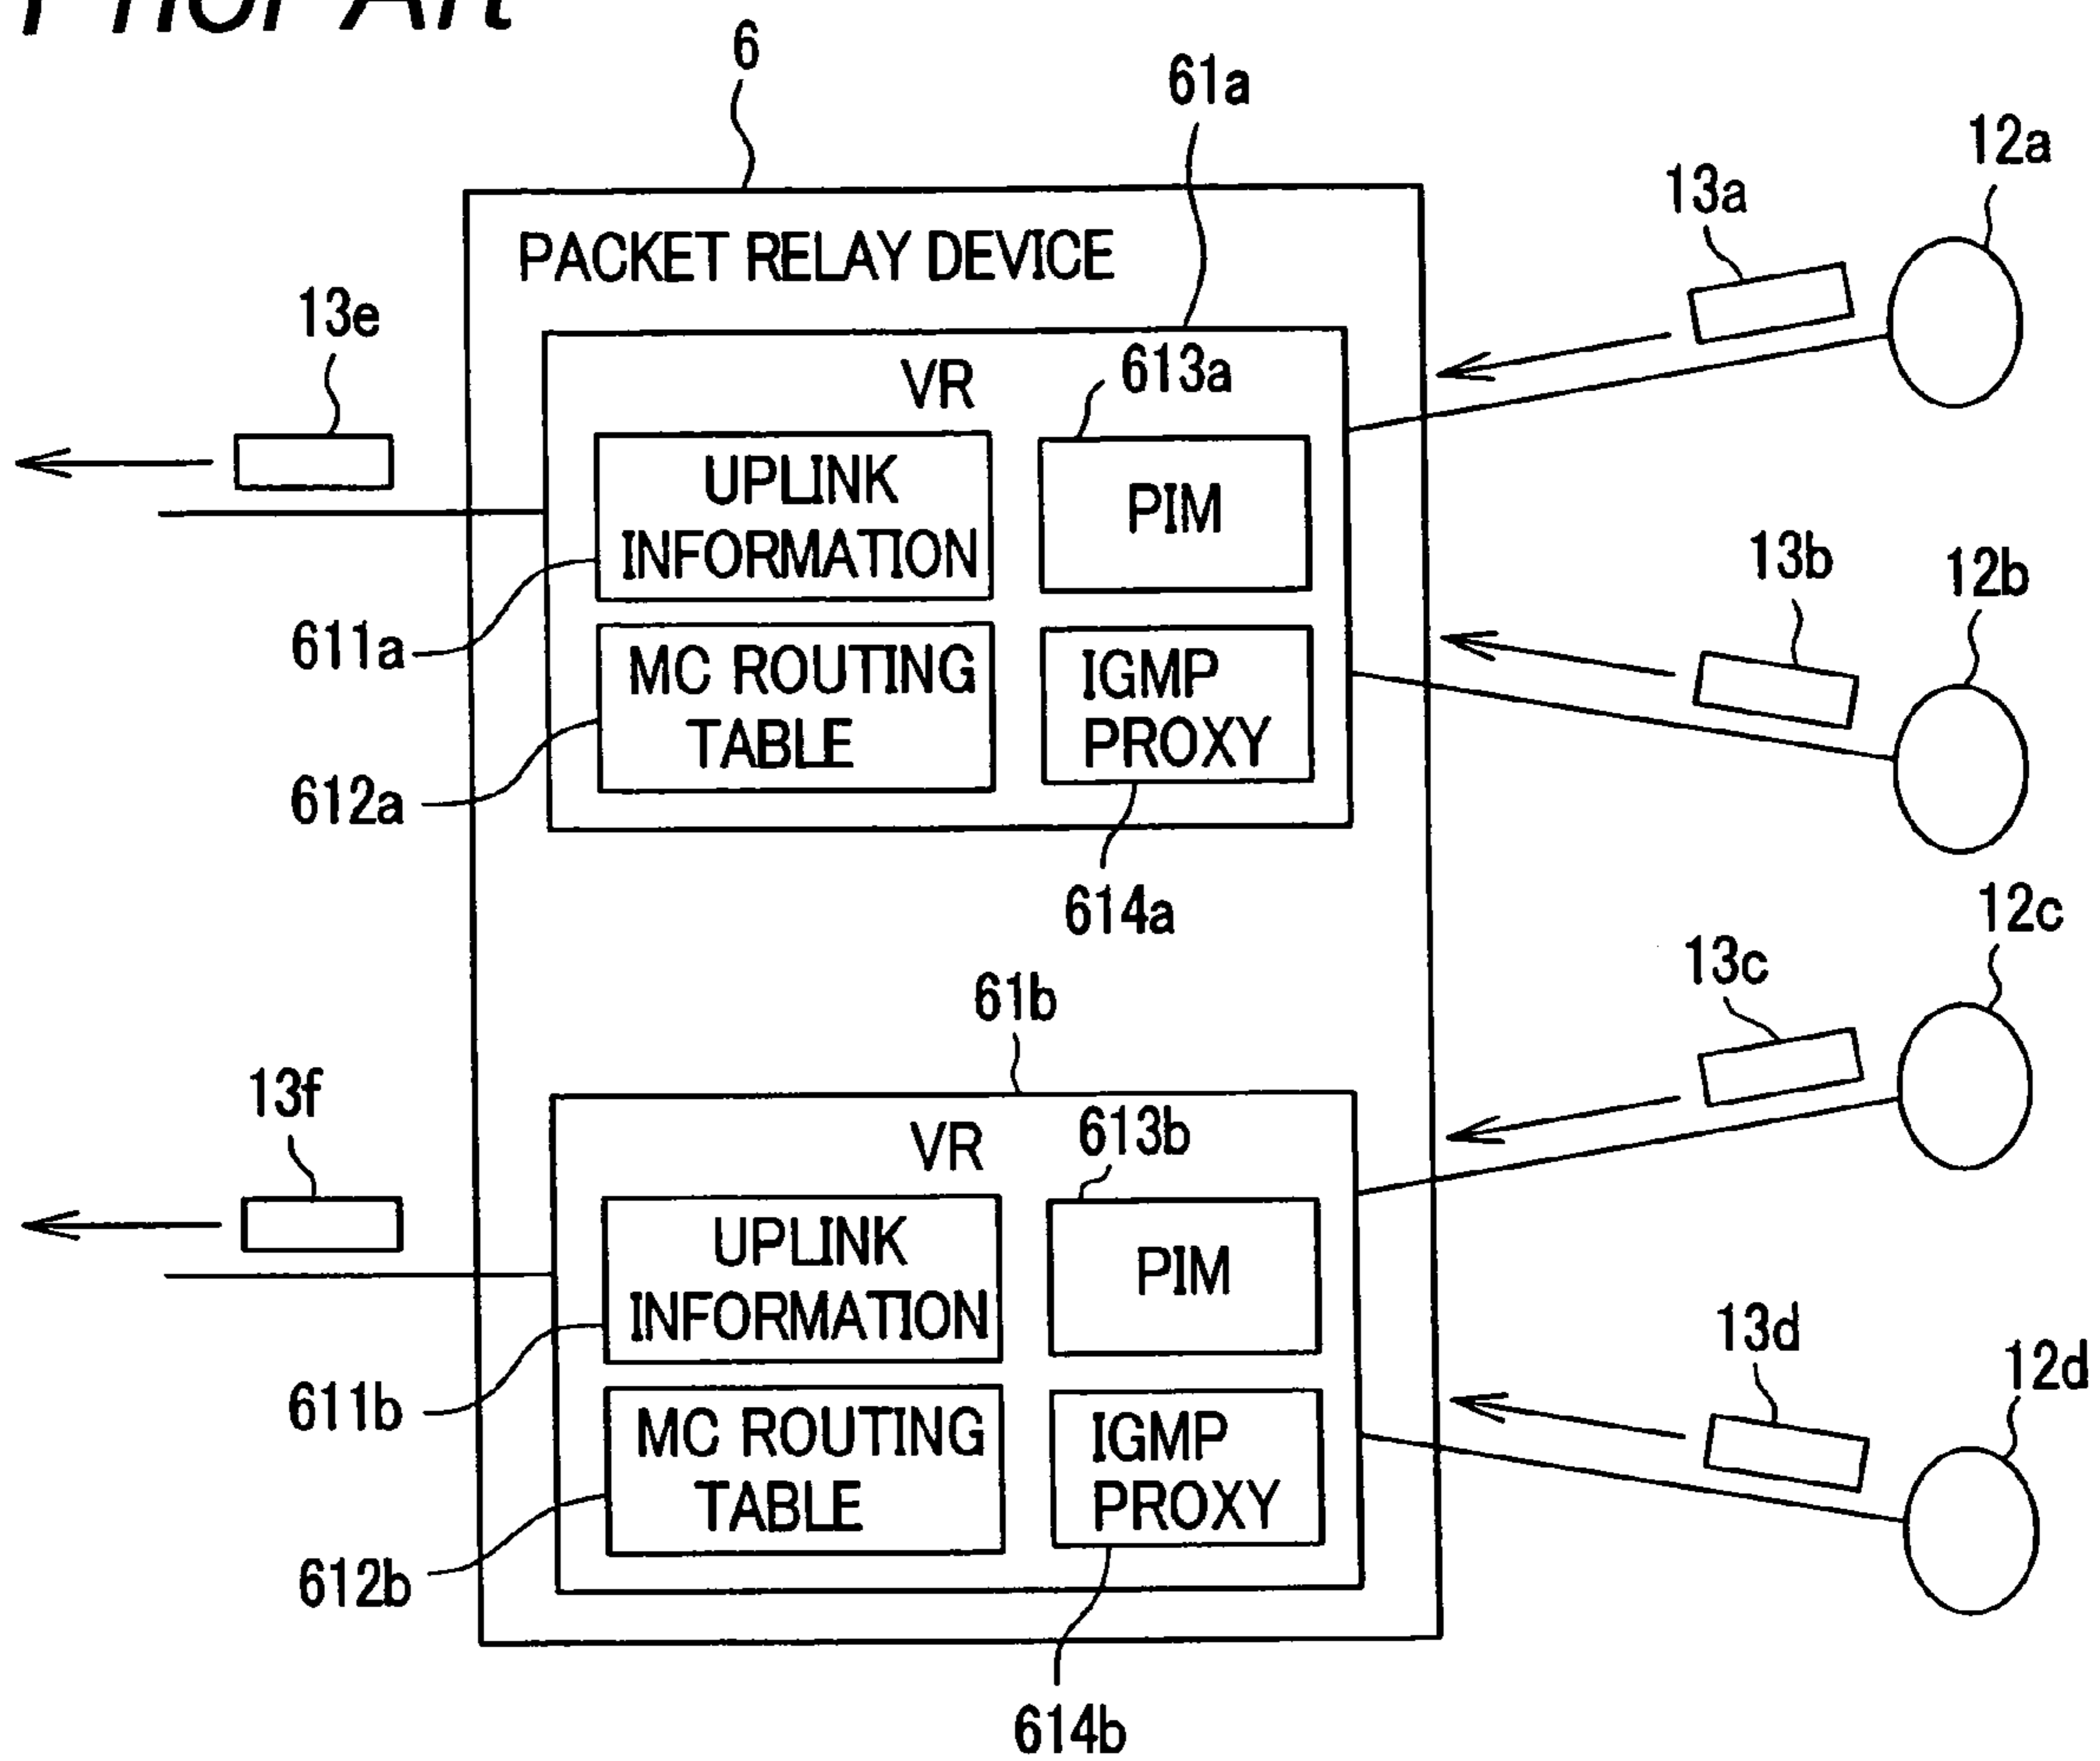 Prior Art
6
61a
12a
13a
PACKET RELAY DEVICE
13e
VR
613a
UPLINK
INFORMATION
PIM
13b
12b
611a
MC ROUTING
TABLE
IGMP
PROXY
612a
614a
12c
13c
61b
13f
VR
613b
UPLINK
INFORMATION
PIM
13d
12d
611b
MC ROUTING
TABLE
IGMP
PROXY
612b
614b